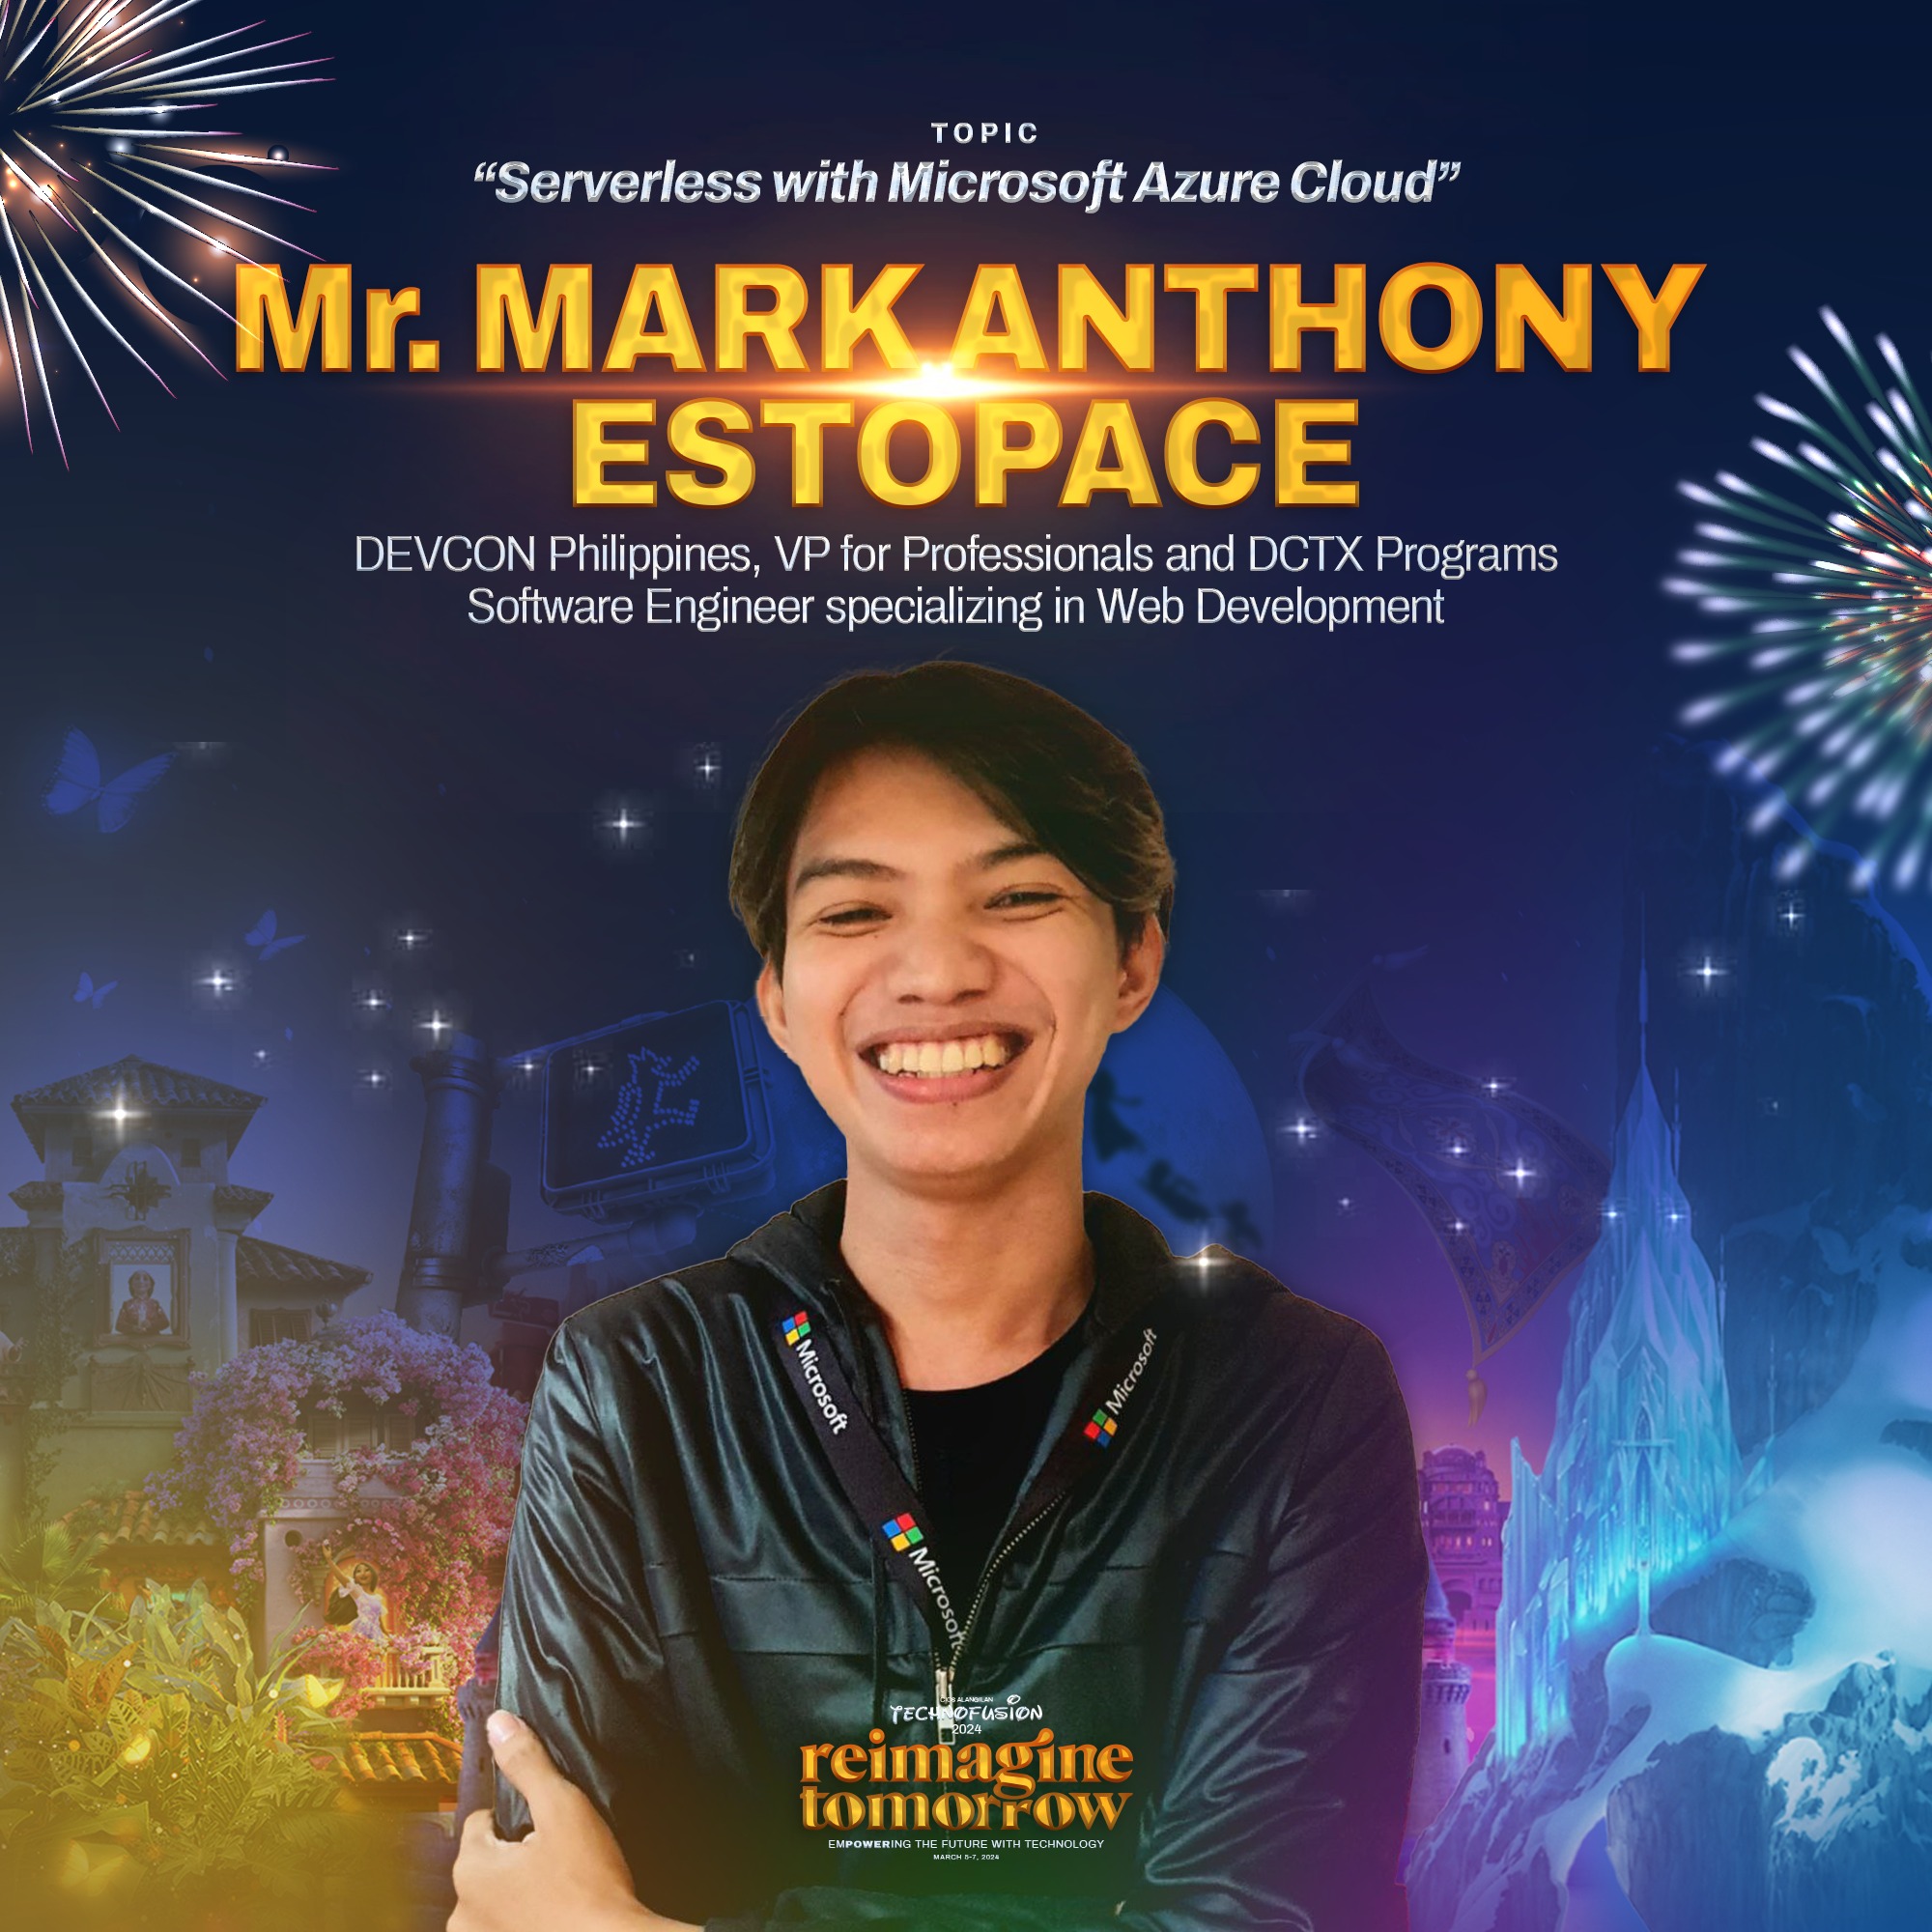 TOPIC
“Serverless with Microsoft Azure Cloud”
Mr. MARK ANTHONY
ESTOPACE
DEVCON Philippines, VP for Professionals and DCTX Programs
Software Engineer specializing in Web Development
Microsoft
Microsoft
Microsoft
TECHNOFUSION
2024
reimagine
tomorrow
EMPOWERING THE FUTURE WITH TECHNOLOGY
MARCH 5-7, 2024